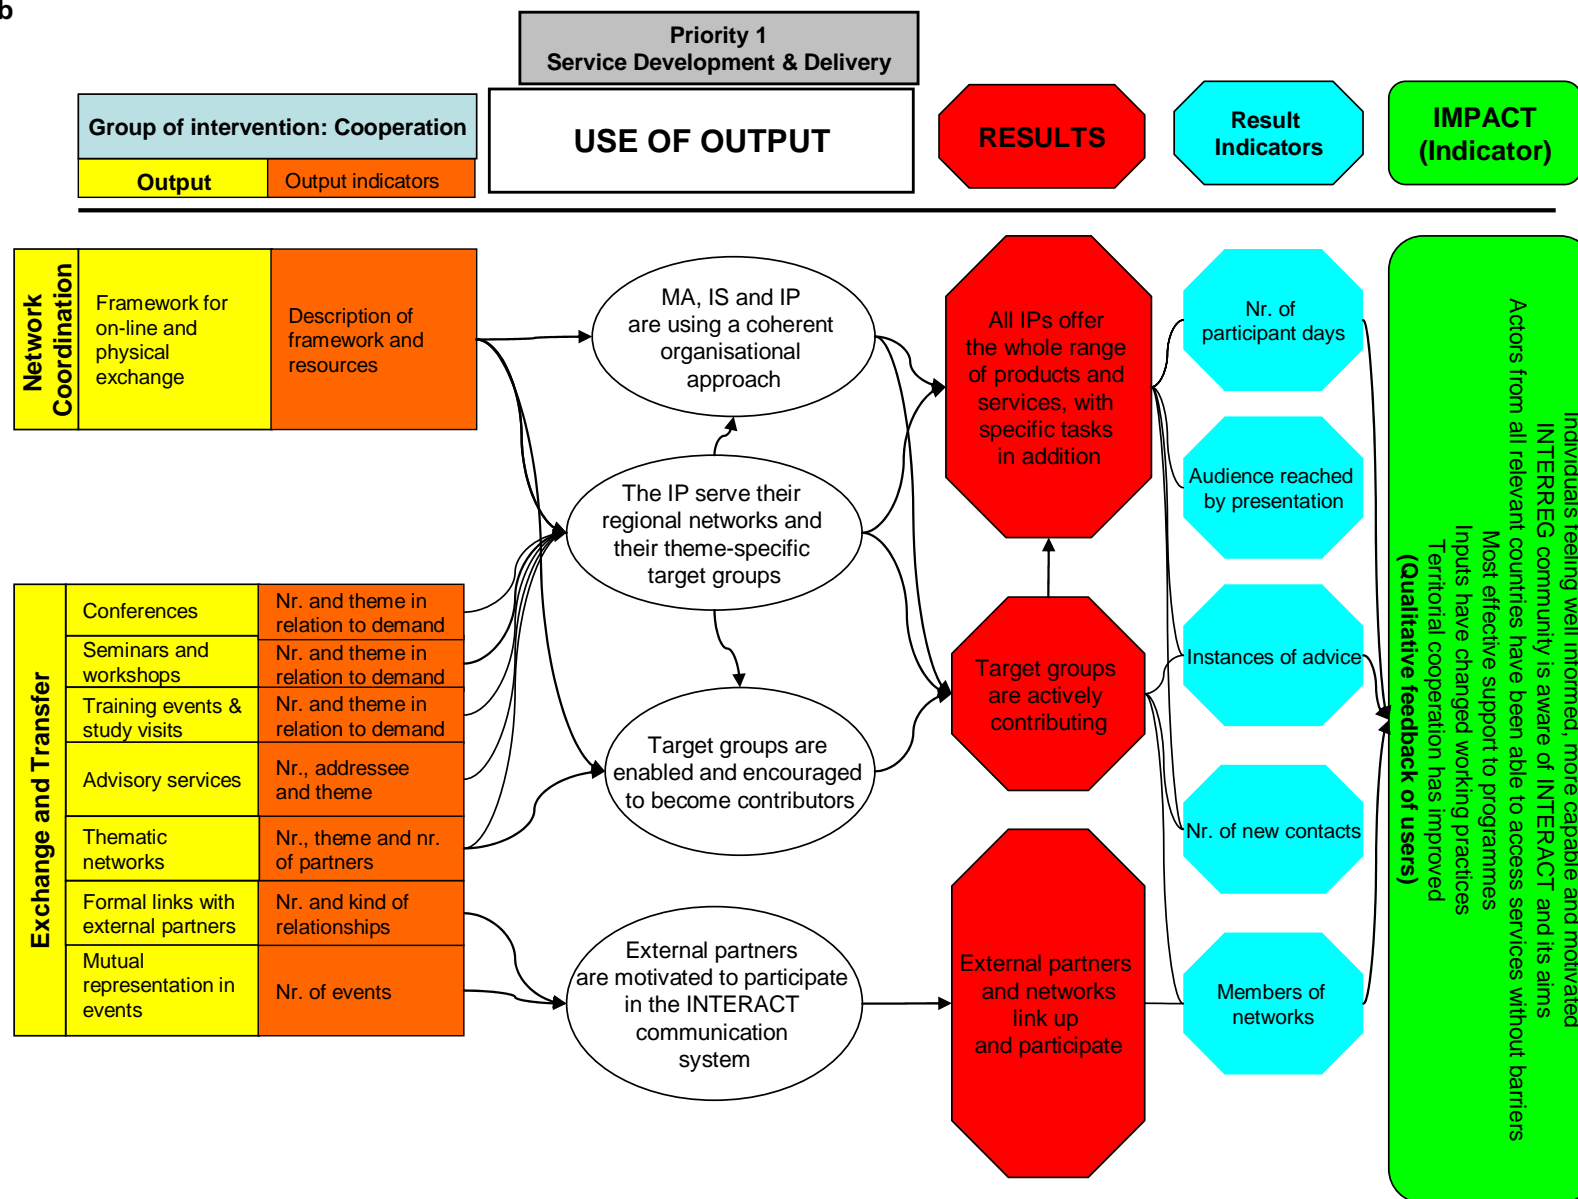 b
Priority 1
Service Development & Delivery
Group of intervention: Cooperation
Output
Output indicators
USE OF OUTPUT
RESULTS
Result
Indicators
IMPACT
(Indicator)
Network
Coordination
Framework for
on-line and
physical
exchange
Description of
framework and
resources
Exchange and Transfer
Conferences
Nr. and theme in
relation to demand
Seminars and
workshops
Nr. and theme in
relation to demand
Training events &
study visits
Nr. and theme in
relation to demand
Advisory services
Nr., addressee
and theme
Thematic
networks
Nr., theme and nr.
of partners
Formal links with
external partners
Nr. and kind of
relationships
Mutual
representation in
events
Nr. of events
MA, IS and IP
are using a coherent
organisational
approach
The IP serve their
regional networks and
their theme-specific
target groups
Target groups are
enabled and encouraged
to become contributors
External partners
are motivated to participate
in the INTERACT
communication
system
All IPs offer
the whole range
of products and
services, with
specific tasks
in addition
Target groups
are actively
contributing
External partners
and networks
link up
and participate
Nr. of
participant days
Audience reached
by presentation
Instances of advice
Nr. of new contacts
Members of
networks
Individuals feeling well informed, more capable and motivated
INTERREG community is aware of INTERACT and its aims
Actors from all relevant countries have been able to access services without barriers
Most effective support to programmes
Inputs have changed working practices
Territorial cooperation has improved
(Qualitative feedback of users)